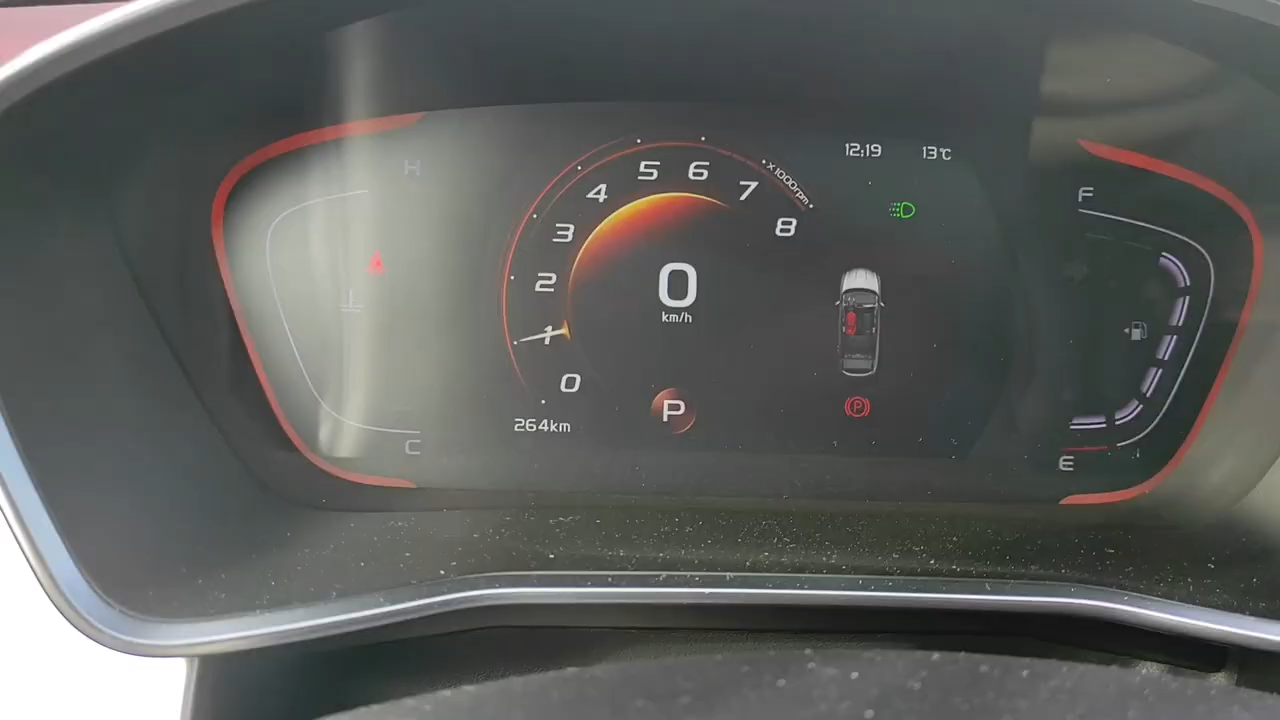 12:19 13℃
H
5 6
4 7 x1000rpm
3 8
2
1
0
0
km/h
P
264km
C
F
E
P